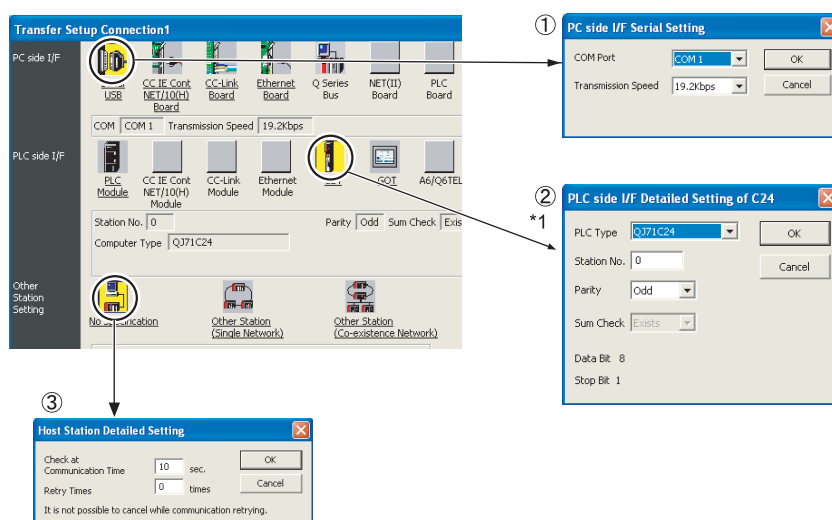 Transfer Setup Connection1
PC side I/F
USB
CC IE Cont
NET/10(H)
Board
CC-Link
Board
Ethernet
Board
Q Series
Bus
NET(II)
Board
PLC
Board
COM COM 1 Transmission Speed 19.2Kbps
PLC side I/F
PLC
Module
CC IE Cont
NET/10(H)
Module
CC-Link
Module
Ethernet
Module
GOT
A6/Q6TEL
Station No. 0 Parity Odd Sum Check Exis
Computer Type QJ71C24
Other
Station
Setting
Other Station
(Single Network)
Other Station
(Co-existence Network)
①
PC side I/F Serial Setting
COM Port COM 1 OK
Transmission Speed 19.2Kbps Cancel
②
*1
PLC side I/F Detailed Setting of C24
PLC Type QJ71C24 OK
Station No. 0 Cancel
Parity Odd
Sum Check Exists
Data Bit 8
Stop Bit 1
③
Host Station Detailed Setting
Check at
Communication Time 10 sec. OK
Retry Times 0 times Cancel
It is not possible to cancel while communication retrying.